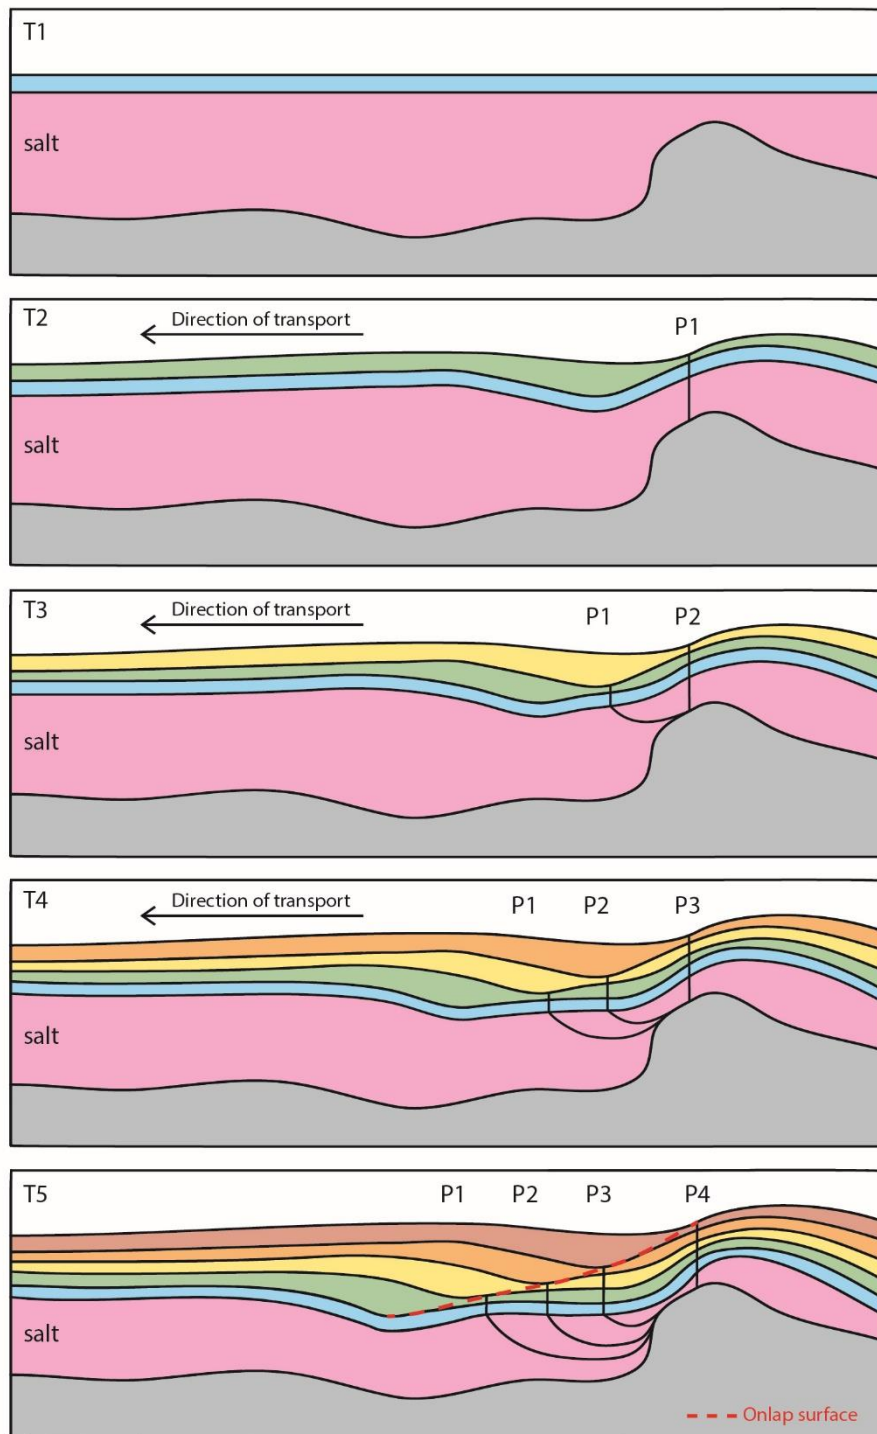 T1
salt
T2
Direction of transport
P1
salt
T3
Direction of transport
P1 P2
salt
T4
Direction of transport
P1 P2 P3
salt
T5
P1 P2 P3 P4
salt
Onlap surface